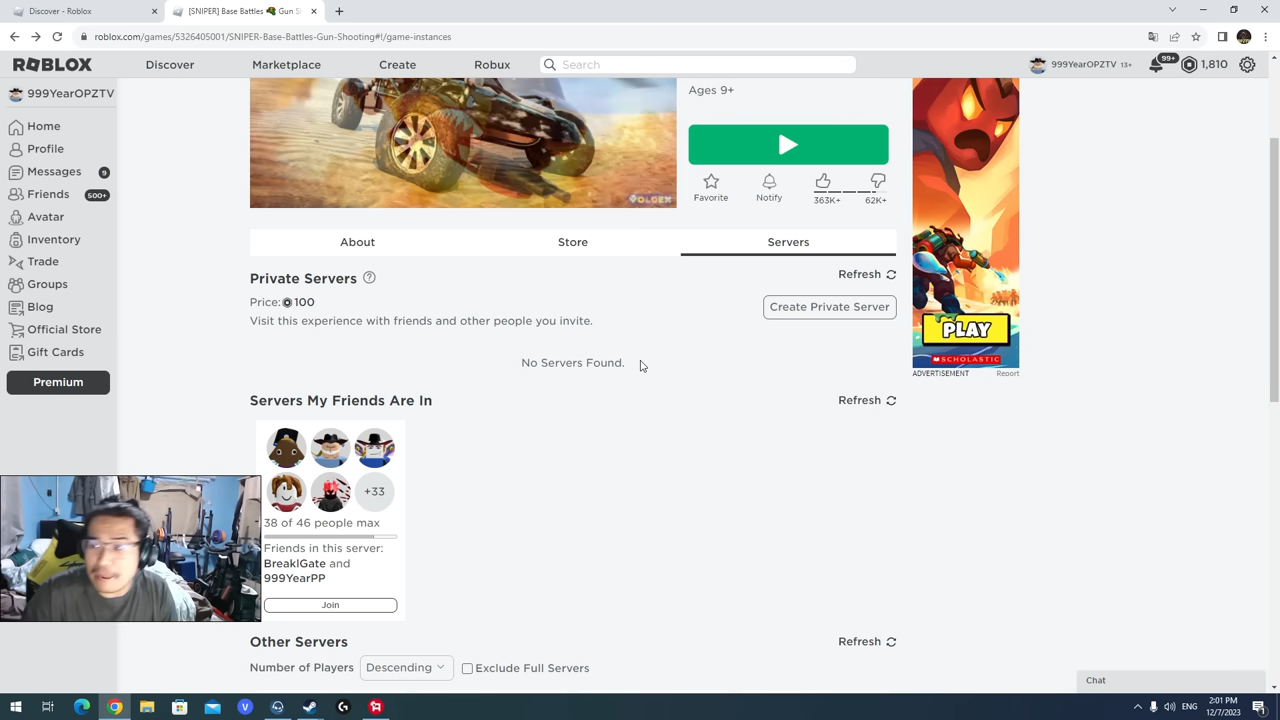 Discover - Roblox
[SNIPER] Base Battles Gun S
roblox.com/games/5326405001/SNIPER-Base-Battles-Gun-Shooting#!/game-instances
ROBLOX
Discover
Marketplace
Create
Robux
Search
999YearOPZTV 13+
99+
1,810
999YearOPZTV
Home
Profile
Messages 9
Friends 500+
Avatar
Inventory
Trade
Groups
Blog
Official Store
Gift Cards
Premium
VOLDEX
Ages 9+
Favorite
Notify
363K+
62K+
About
Store
Servers
Private Servers
Refresh
Price: 100
Visit this experience with friends and other people you invite.
Create Private Server
No Servers Found.
Servers My Friends Are In
Refresh
+33
38 of 46 people max
Friends in this server:
BreaklGate and
999YearPP
Join
Other Servers
Refresh
Number of Players
Descending
Exclude Full Servers
PLAY
SCHOLASTIC
ADVERTISEMENT
Report
Chat
ENG
2:01 PM
12/7/2023